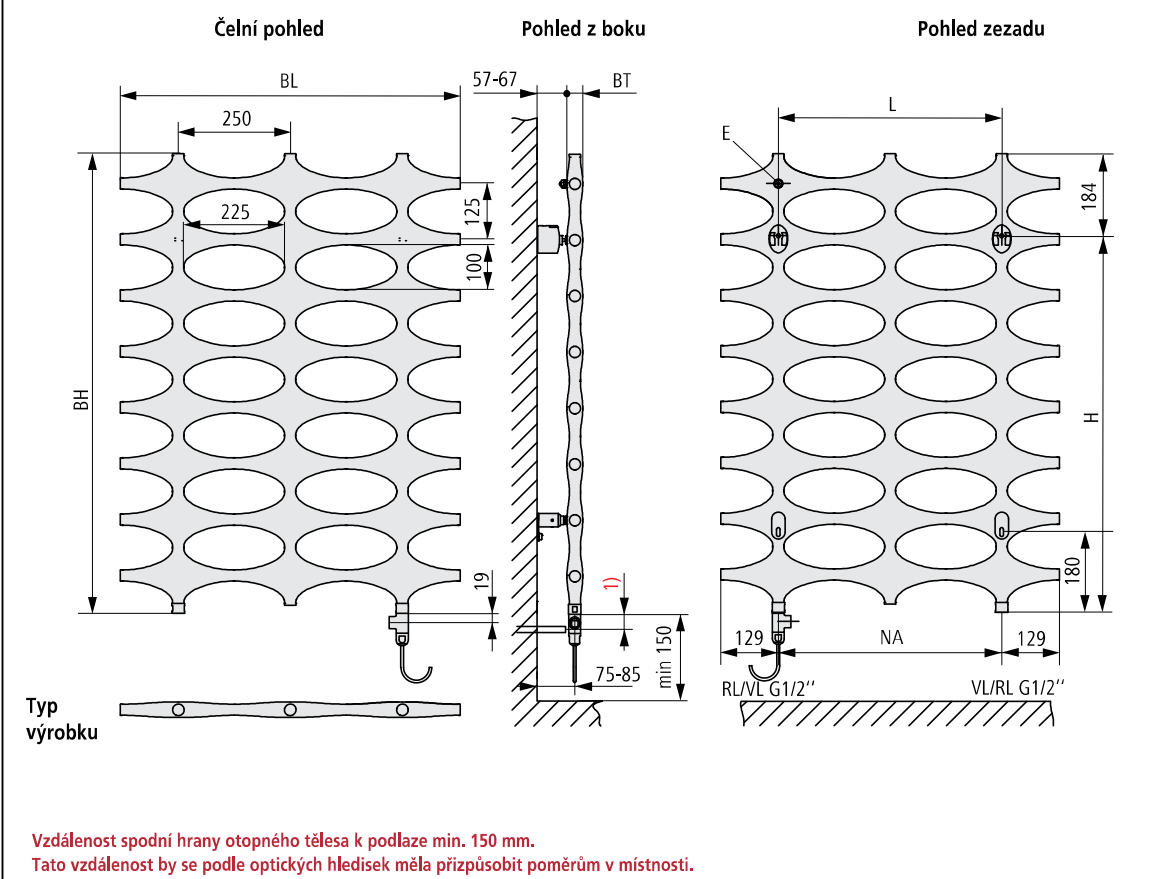 Čelní pohled
Pohled z boku
Pohled zezadu
BL
57-67
BT
L
250
E
184
125
225
100
BH
H
19
1)
180
min 150
75-85
129
NA
129
RL/VL G1/2''
VL/RL G1/2''
Typ
výrobku
Vzdálenost spodní hrany otopného tělesa k podlaze min. 150 mm.
Tato vzdálenost by se podle optických hledisek měla přizpůsobit poměrům v místnosti.